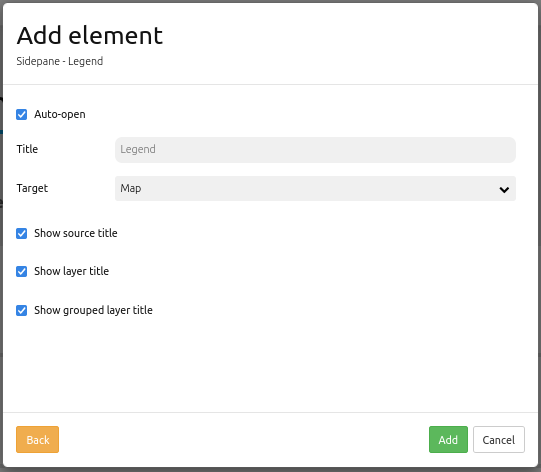 Add element
Sidepane - Legend
Auto-open
Title Legend
Target Map
Show source title
Show layer title
Show grouped layer title
Back Add Cancel